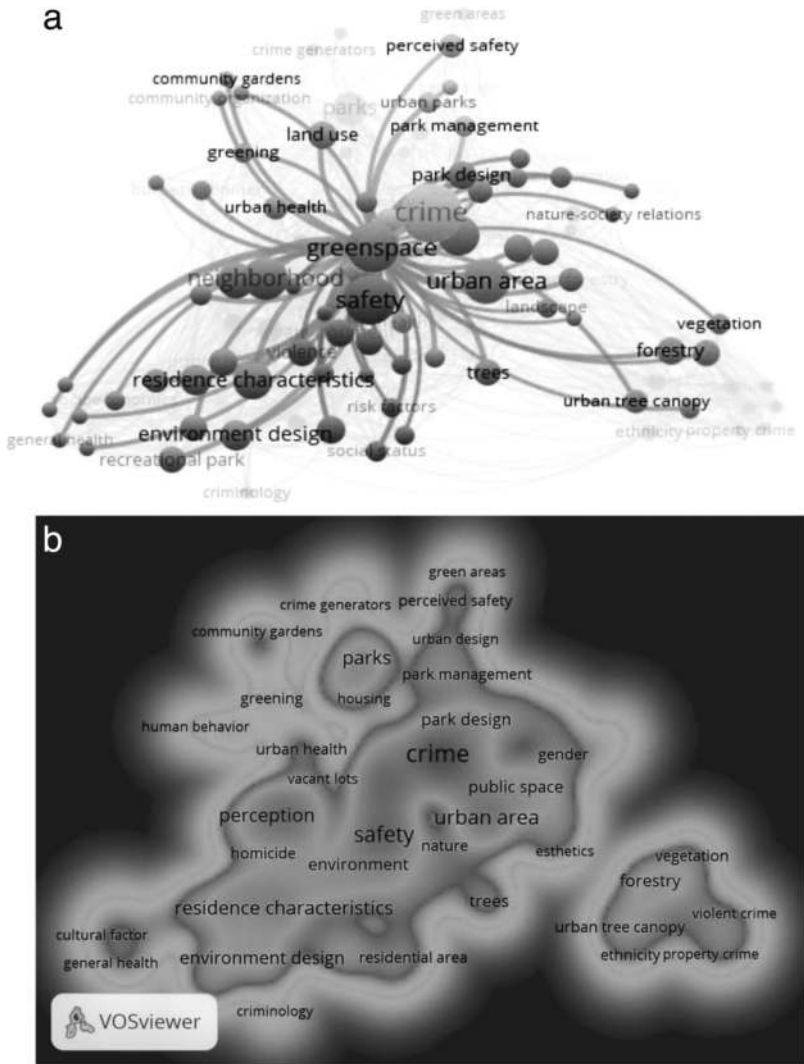 a
green areas
crime generators
perceived safety
community gardens
community organization
parks
urban parks
land use
park management
greening
park design
urban health
crime
nature-society relations
greenspace
neighborhood
urban area
safety
landscape
vegetation
violence
forestry
residence characteristics
trees
risk factors
urban tree canopy
general health
environment design
ethnicity property crime
recreational park
social status
criminology
b
green areas
crime generators
perceived safety
community gardens
urban design
parks
park management
greening
housing
human behavior
park design
urban health
crime
gender
vacant lots
public space
perception
urban area
safety
homicide
nature
esthetics
environment
vegetation
forestry
residence characteristics
trees
violent crime
cultural factor
urban tree canopy
general health
environment design
residential area
ethnicity property crime
criminology
VOSviewer